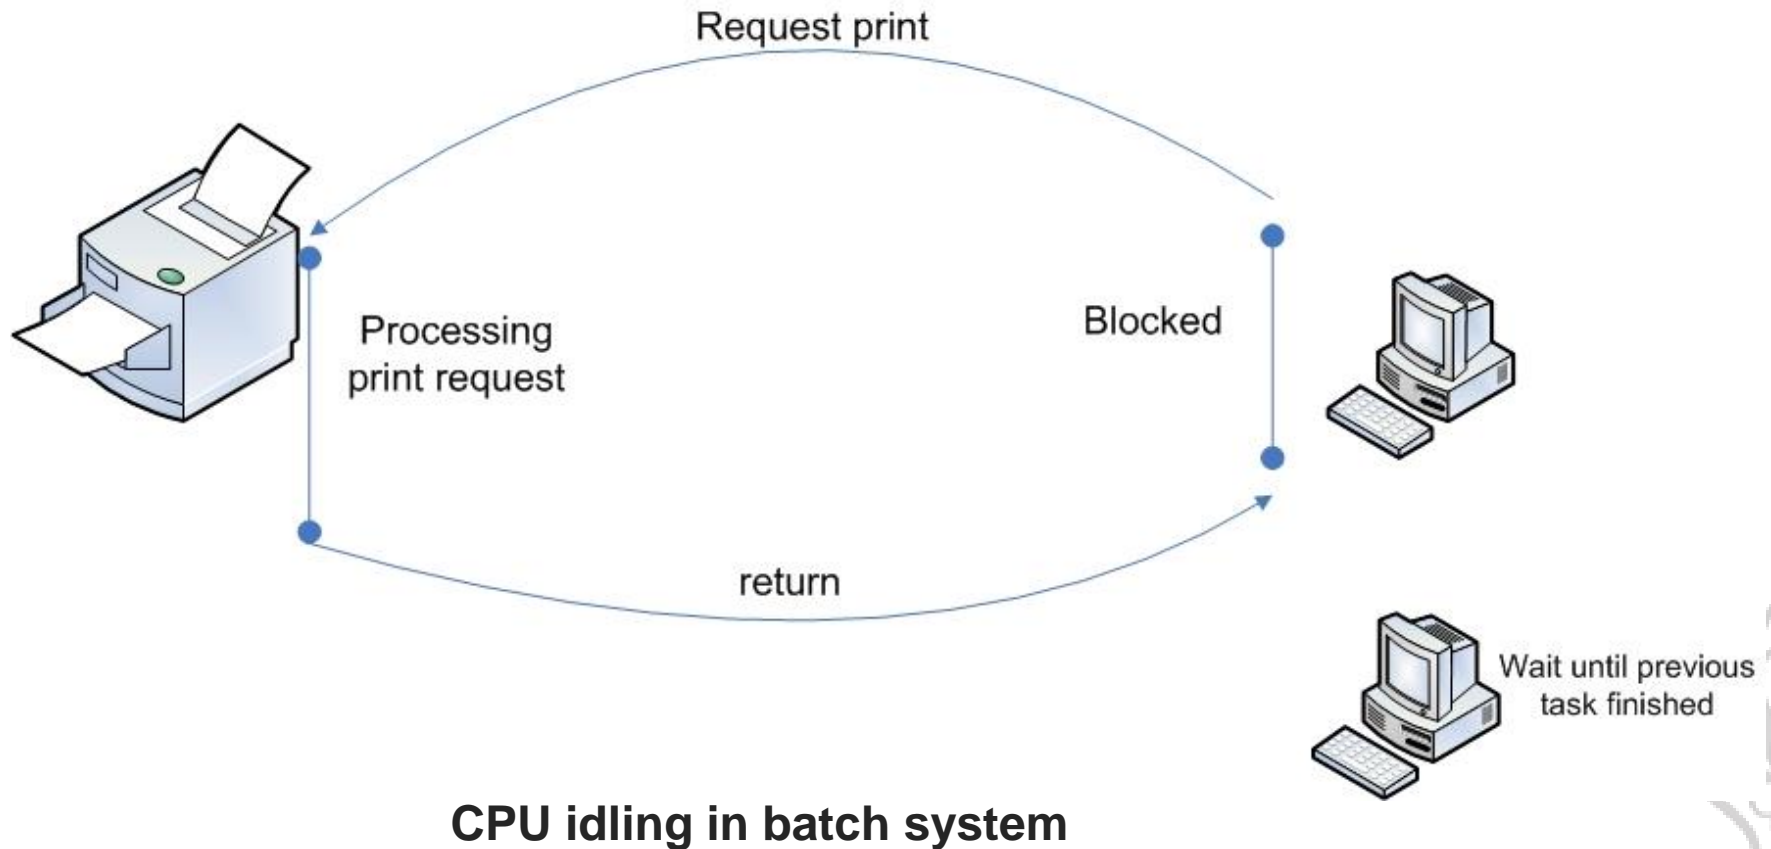 Request print
Processing
print request
Blocked
return
Wait until previous
task finished
CPU idling in batch system